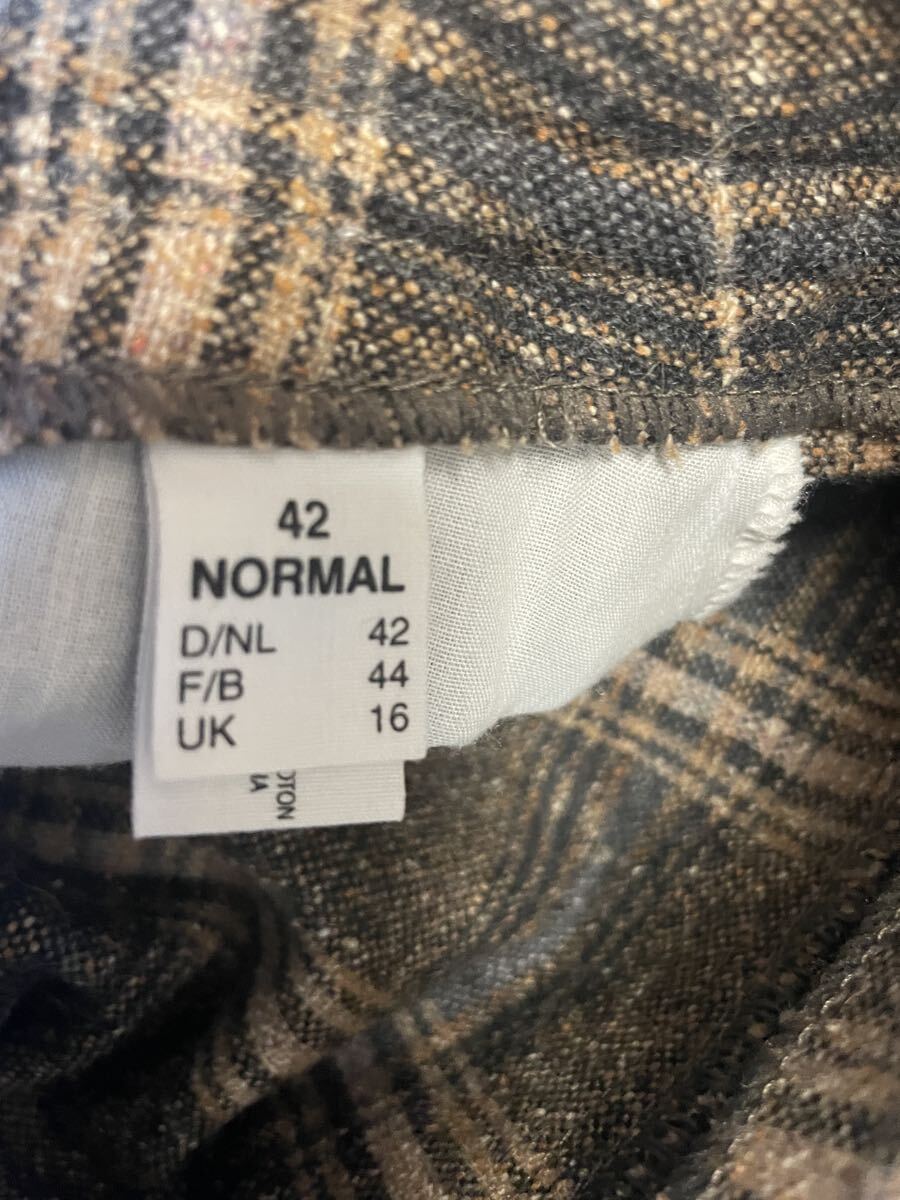 42
NORMAL
D/NL 42
F/B 44
UK 16